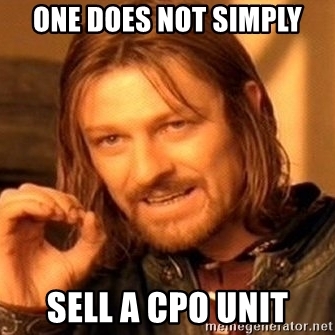 ONE DOES NOT SIMPLY
SELL A CPO UNIT
memegenerator.net